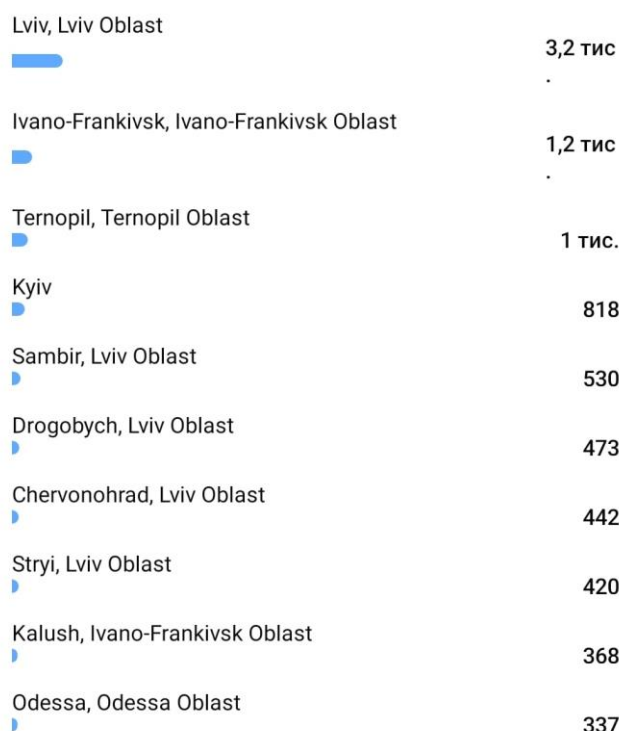 Lviv, Lviv Oblast
3,2 тис
.
Ivano-Frankivsk, Ivano-Frankivsk Oblast
1,2 тис
.
Ternopil, Ternopil Oblast
1 тис.
Kyiv
818
Sambir, Lviv Oblast
530
Drogobych, Lviv Oblast
473
Chervonohrad, Lviv Oblast
442
Stryi, Lviv Oblast
420
Kalush, Ivano-Frankivsk Oblast
368
Odessa, Odessa Oblast
337